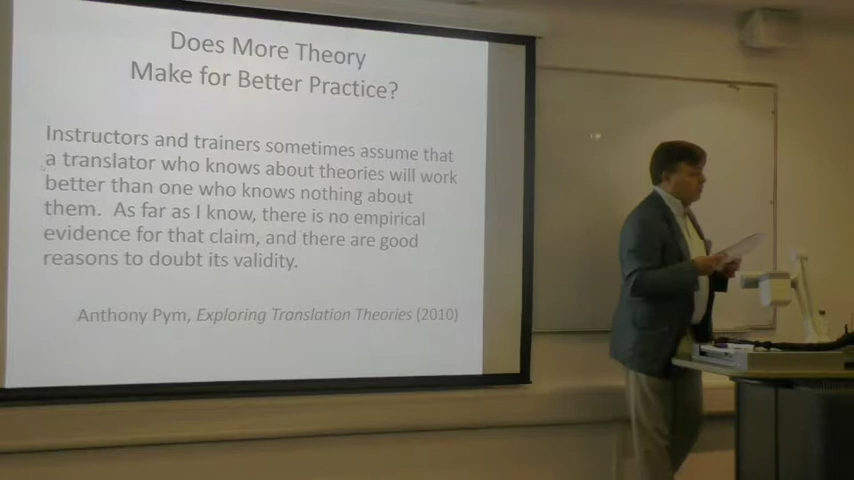 Does More Theory
Make for Better Practice?
Instructors and trainers sometimes assume that
a translator who knows about theories will work
better than one who knows nothing about
them. As far as I know, there is no empirical
evidence for that claim, and there are good
reasons to doubt its validity.
Anthony Pym, Exploring Translation Theories (2010)